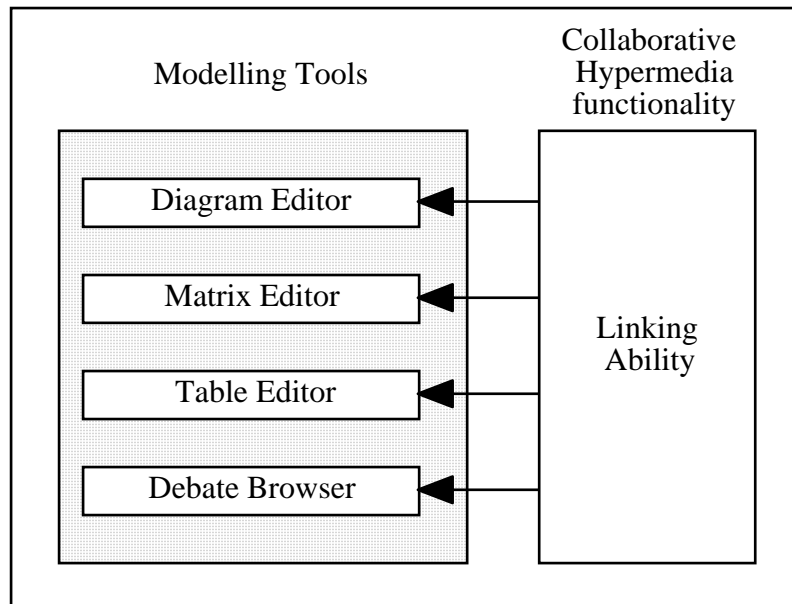 Modelling Tools
Collaborative
Hypermedia
functionality
Diagram Editor
Matrix Editor
Table Editor
Debate Browser
Linking
Ability